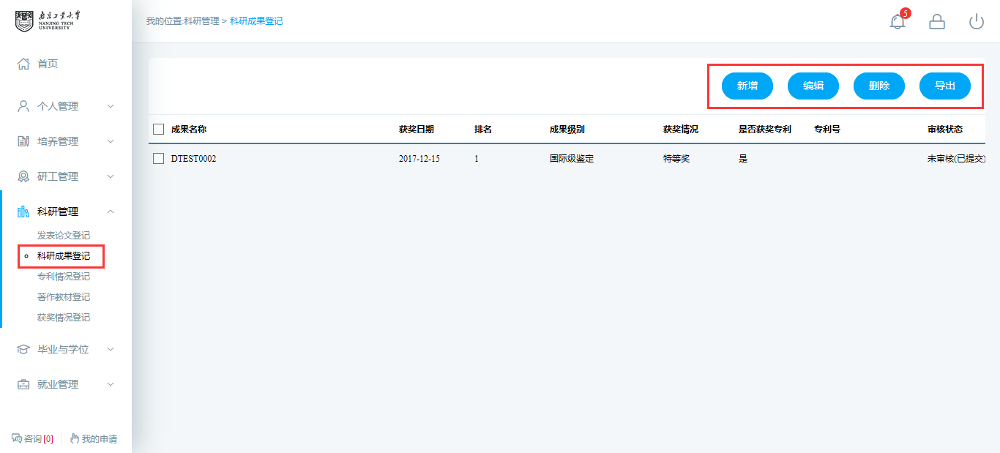 南京工业大学
NANJING TECH
UNIVERSITY
我的位置:科研管理 > 科研成果登记
5
首页
个人管理
培养管理
研工管理
科研管理
发表论文登记
科研成果登记
专利情况登记
著作教材登记
获奖情况登记
毕业与学位
就业管理
咨询[0] 我的申请
新增 编辑 删除 导出
成果名称 获奖日期 排名 成果级别 获奖情况 是否获奖专利 专利号 审核状态
DTEST0002 2017-12-15 1 国际级鉴定 特等奖 是 未审核(已提交)